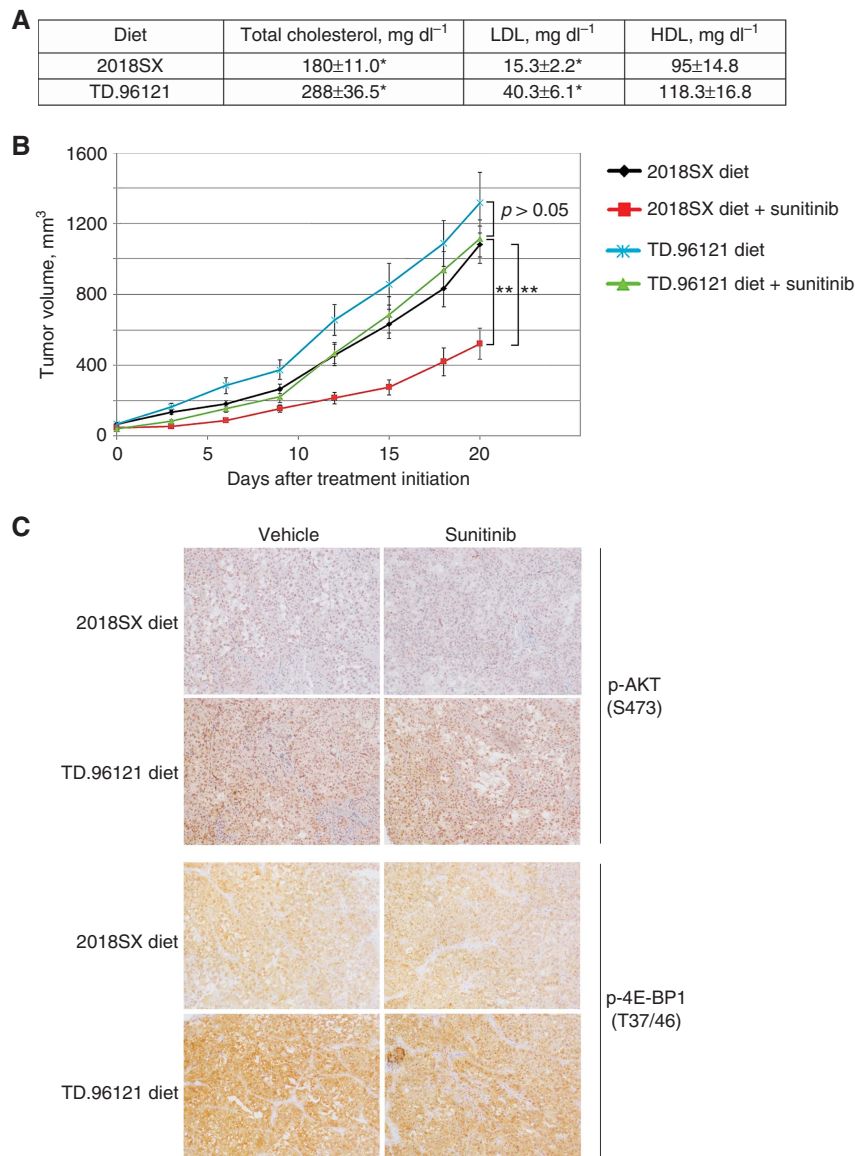 A
Diet Total cholesterol, mg dl⁻¹ LDL, mg dl⁻¹ HDL, mg dl⁻¹
2018SX 180±11.0* 15.3±2.2* 95±14.8
TD.96121 288±36.5* 40.3±6.1* 118.3±16.8
B
Tumor volume, mm³
1600
1200
800
400
0
0 5 10 15 20
Days after treatment initiation
p > 0.05
** **
2018SX diet
2018SX diet + sunitinib
TD.96121 diet
TD.96121 diet + sunitinib
C
Vehicle Sunitinib
2018SX diet
TD.96121 diet
p-AKT
(S473)
2018SX diet
TD.96121 diet
p-4E-BP1
(T37/46)